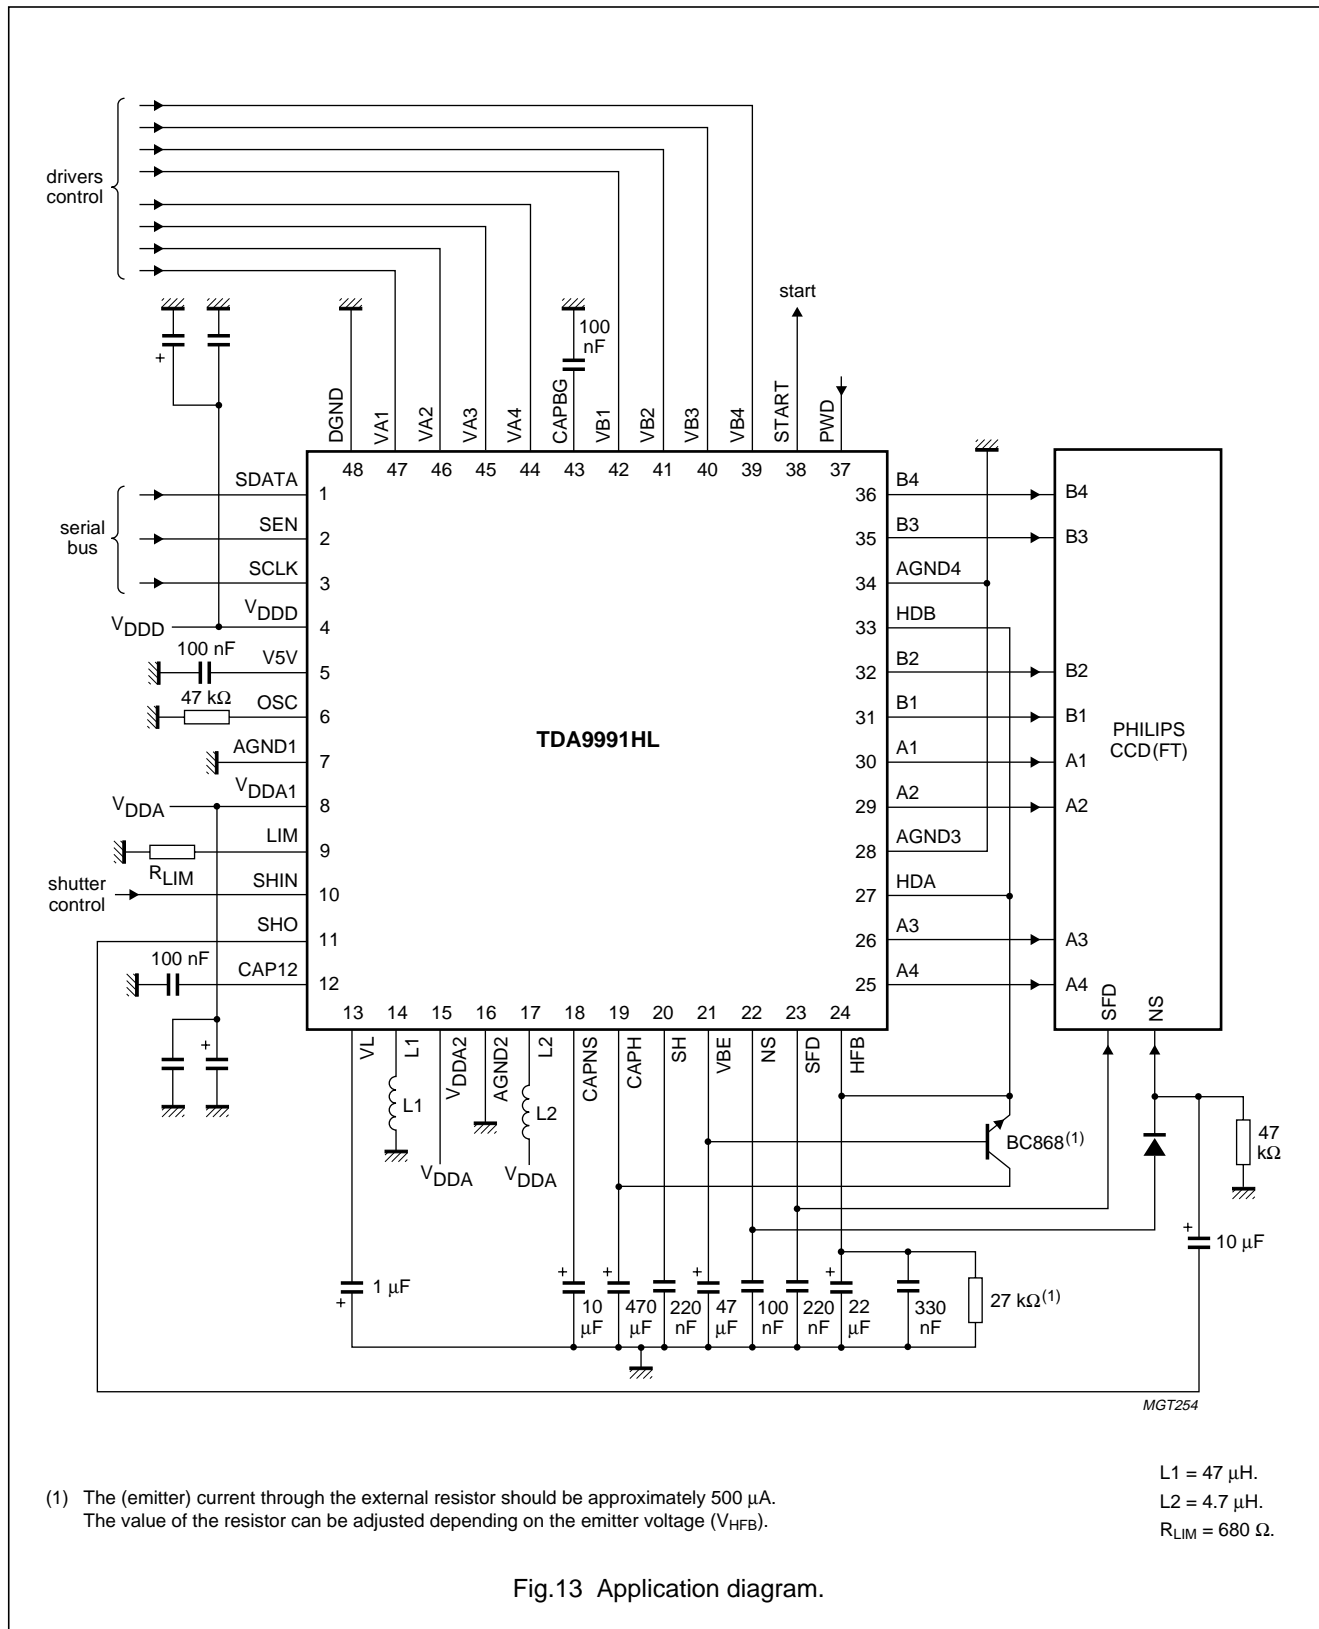 drivers
control
start
100
nF
DGND
VA1
VA2
VA3
VA4
CAPBG
VB1
VB2
VB3
VB4
START
PWD
48
47
46
45
44
43
42
41
40
39
38
37
serial
bus
SDATA
1
SEN
2
SCLK
3
VDDD
VDDD
4
100 nF
V5V
5
47 kΩ
OSC
6
AGND1
7
VDDA
VDDA1
8
LIM
9
RLIM
shutter
control
SHIN
10
SHO
11
100 nF
CAP12
12
TDA9991HL
36
B4
35
B3
34
AGND4
33
HDB
32
B2
31
B1
30
A1
29
A2
28
AGND3
27
HDA
26
A3
25
A4
B4
B3
B2
B1
PHILIPS
CCD(FT)
A1
A2
A3
A4
SFD
NS
13
14
15
16
17
18
19
20
21
22
23
24
VL
L1
VDDA2
AGND2
L2
CAPNS
CAPH
SH
VBE
NS
SFD
HFB
L1
L2
VDDA
VDDA
BC868(1)
47
kΩ
+
+
+
10 µF
+
1 µF
+
10
µF
+
470
µF
220
nF
+
47
µF
100
nF
220
nF
+
22
µF
330
nF
27 kΩ(1)
MGT254
(1) The (emitter) current through the external resistor should be approximately 500 µA.
The value of the resistor can be adjusted depending on the emitter voltage (VHFB).
L1 = 47 µH.
L2 = 4.7 µH.
RLIM = 680 Ω.
Fig.13 Application diagram.